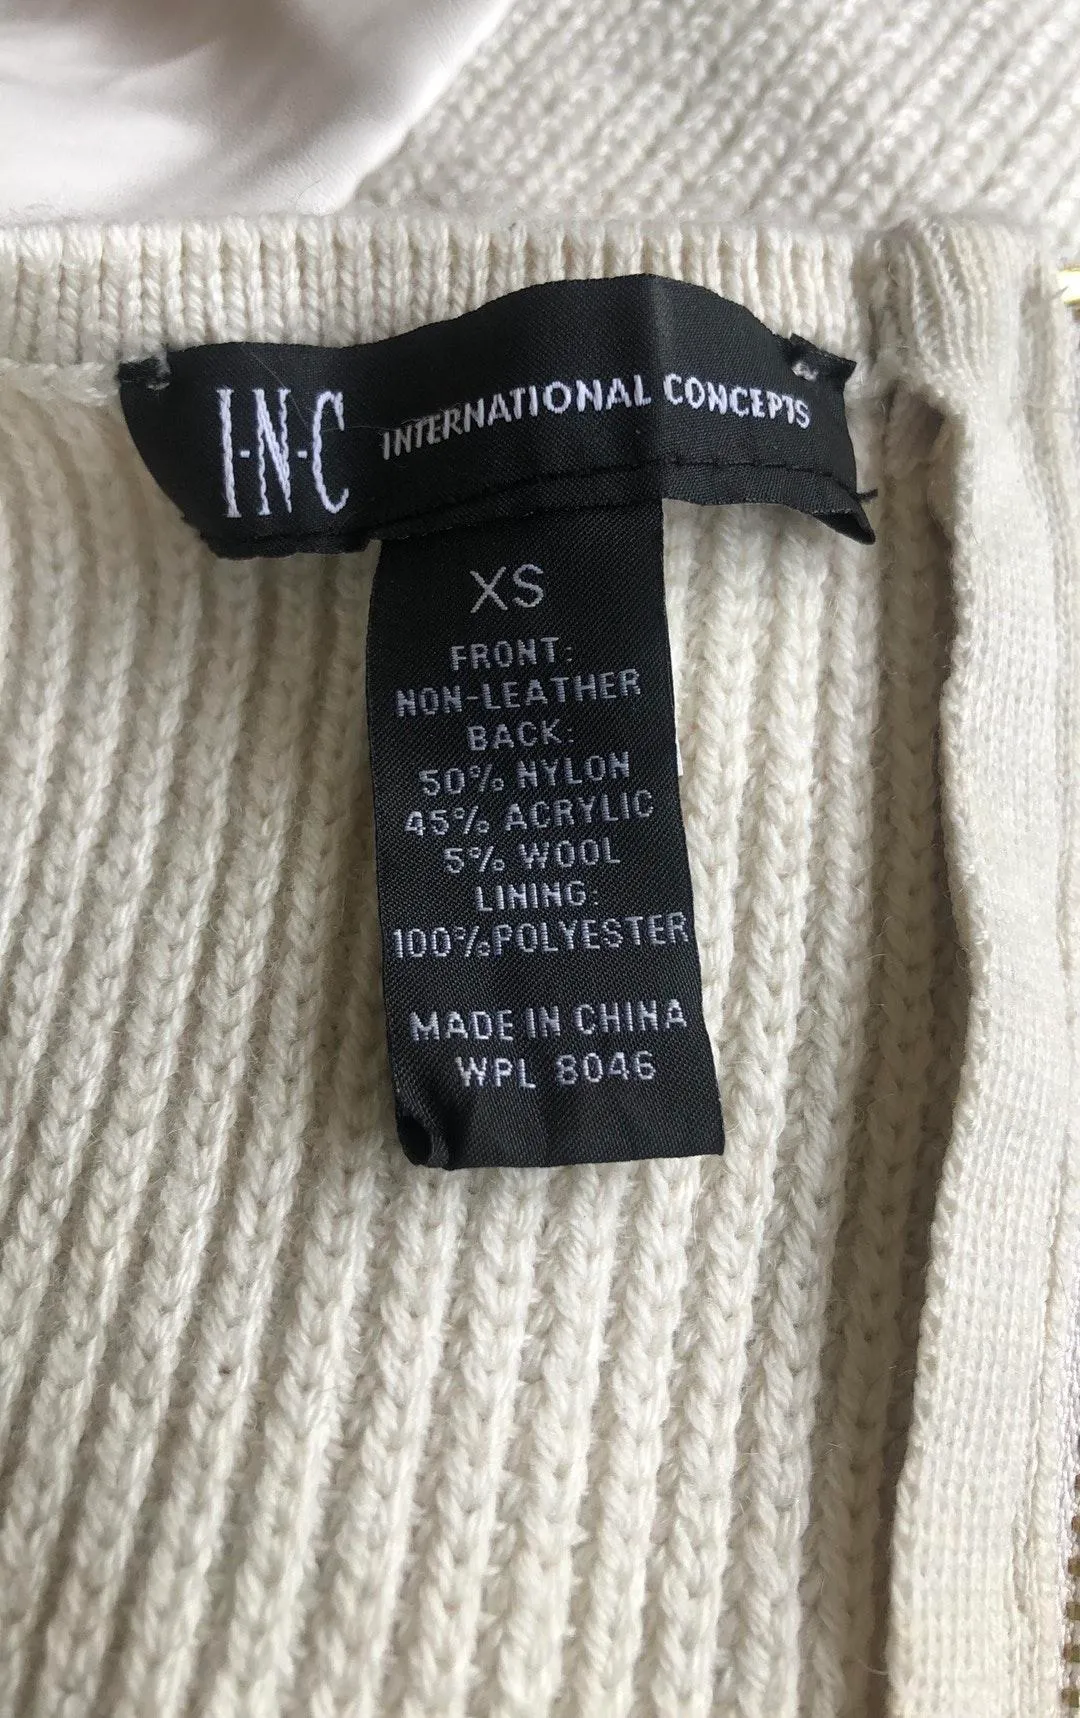 I-N-C INTERNATIONAL CONCEPTS
XS
FRONT:
NON-LEATHER
BACK:
50% NYLON
45% ACRYLIC
5% WOOL
LINING:
100%POLYESTER
MADE IN CHINA
WPL 8046